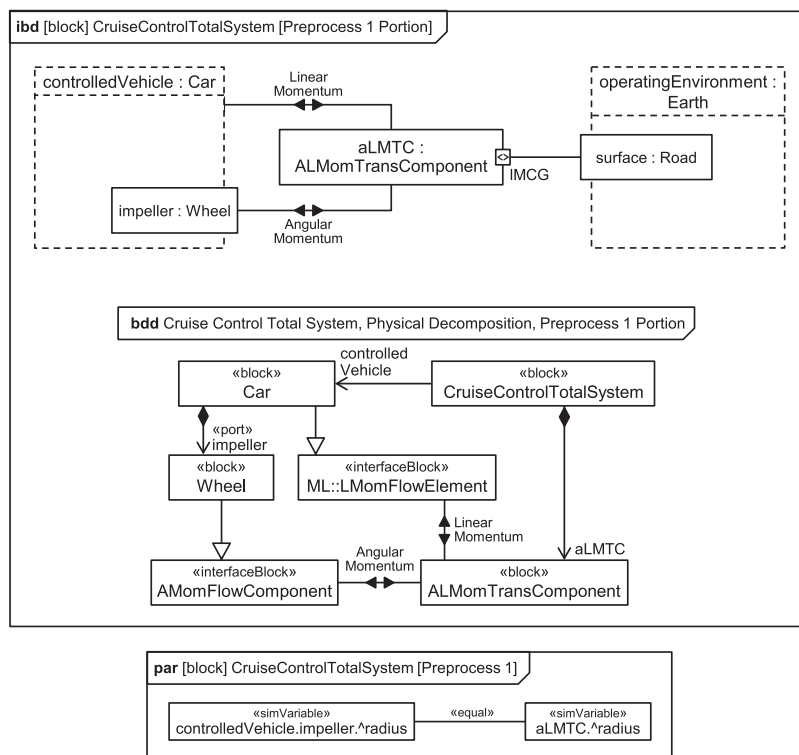 ibd [block] CruiseControlTotalSystem [Preprocess 1 Portion]
controlledVehicle : Car
Linear
Momentum
operatingEnvironment :
Earth
aLMTC :
ALMomTransComponent
<>
IMCG
surface : Road
impeller : Wheel
Angular
Momentum
bdd Cruise Control Total System, Physical Decomposition, Preprocess 1 Portion
controlled
Vehicle
«block»
Car
«block»
CruiseControlTotalSystem
«port»
impeller
«block»
Wheel
«interfaceBlock»
ML::LMomFlowElement
Linear
Momentum
Angular
Momentum
aLMTC
«interfaceBlock»
AMomFlowComponent
«block»
ALMomTransComponent
par [block] CruiseControlTotalSystem [Preprocess 1]
«simVariable»
controlledVehicle.impeller.^radius
«equal»
«simVariable»
aLMTC.^radius